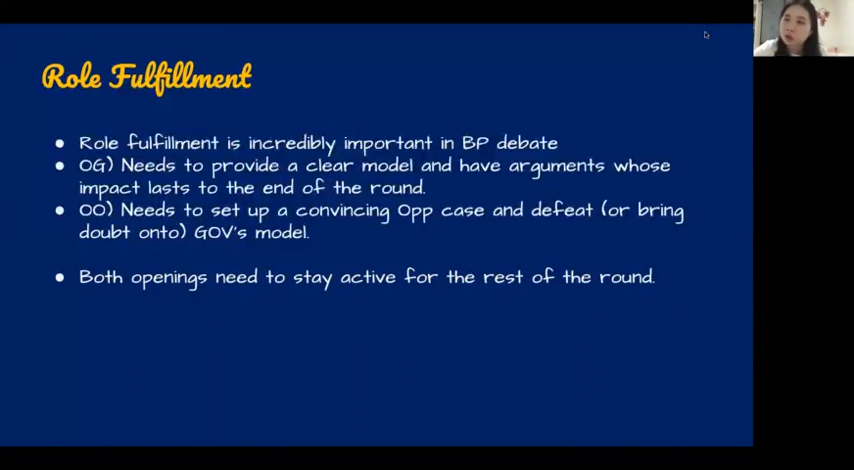 Role Fulfillment
● Role fulfillment is incredibly important in BP debate
● OG) Needs to provide a clear model and have arguments whose
impact lasts to the end of the round.
● OO) Needs to set up a convincing Opp case and defeat (or bring
doubt onto) GOV's model.
● Both openings need to stay active for the rest of the round.